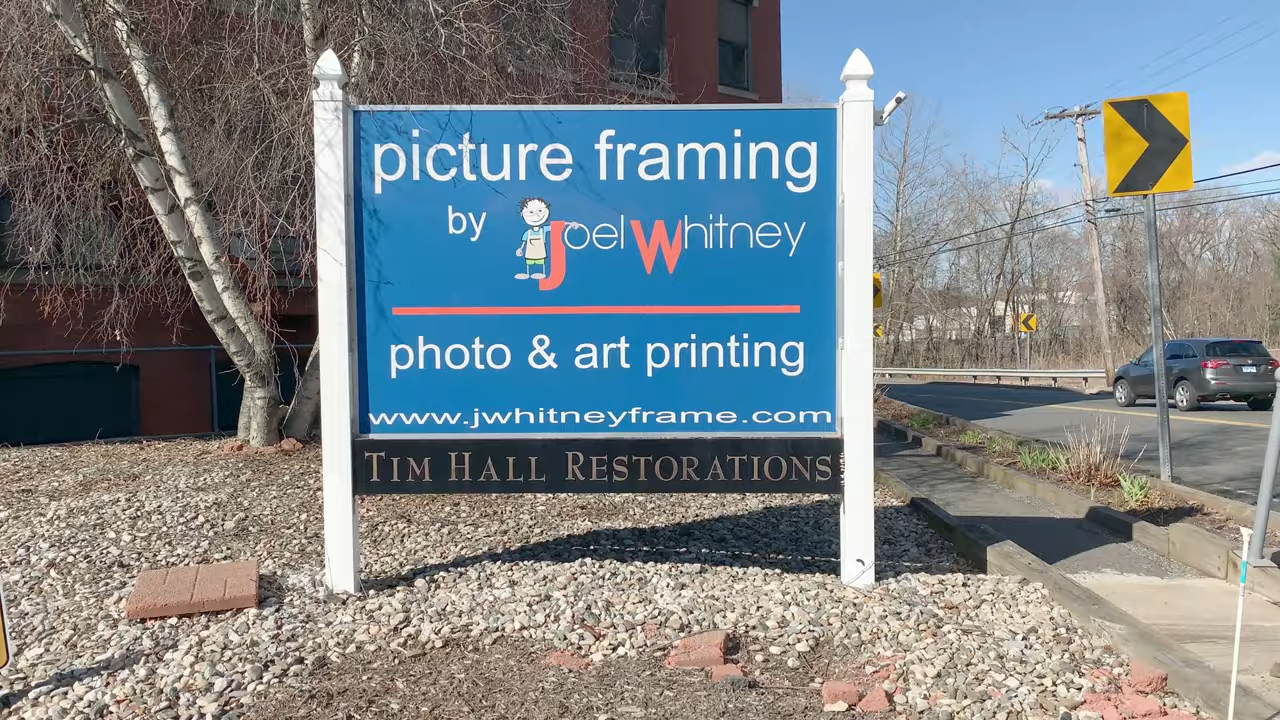 picture framing
by Joel Whitney
photo & art printing
www.jwhitneyframe.com
TIM HALL RESTORATIONS